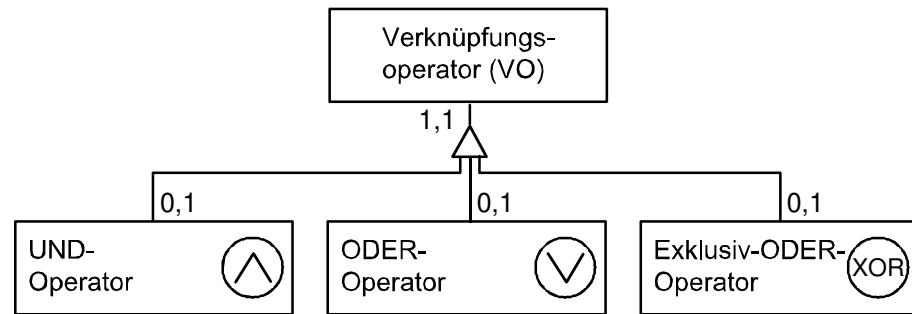 Verknüpfungs-
operator (VO)
1,1
0,1
0,1
0,1
UND-
Operator
ODER-
Operator
Exklusiv-ODER-
Operator
XOR